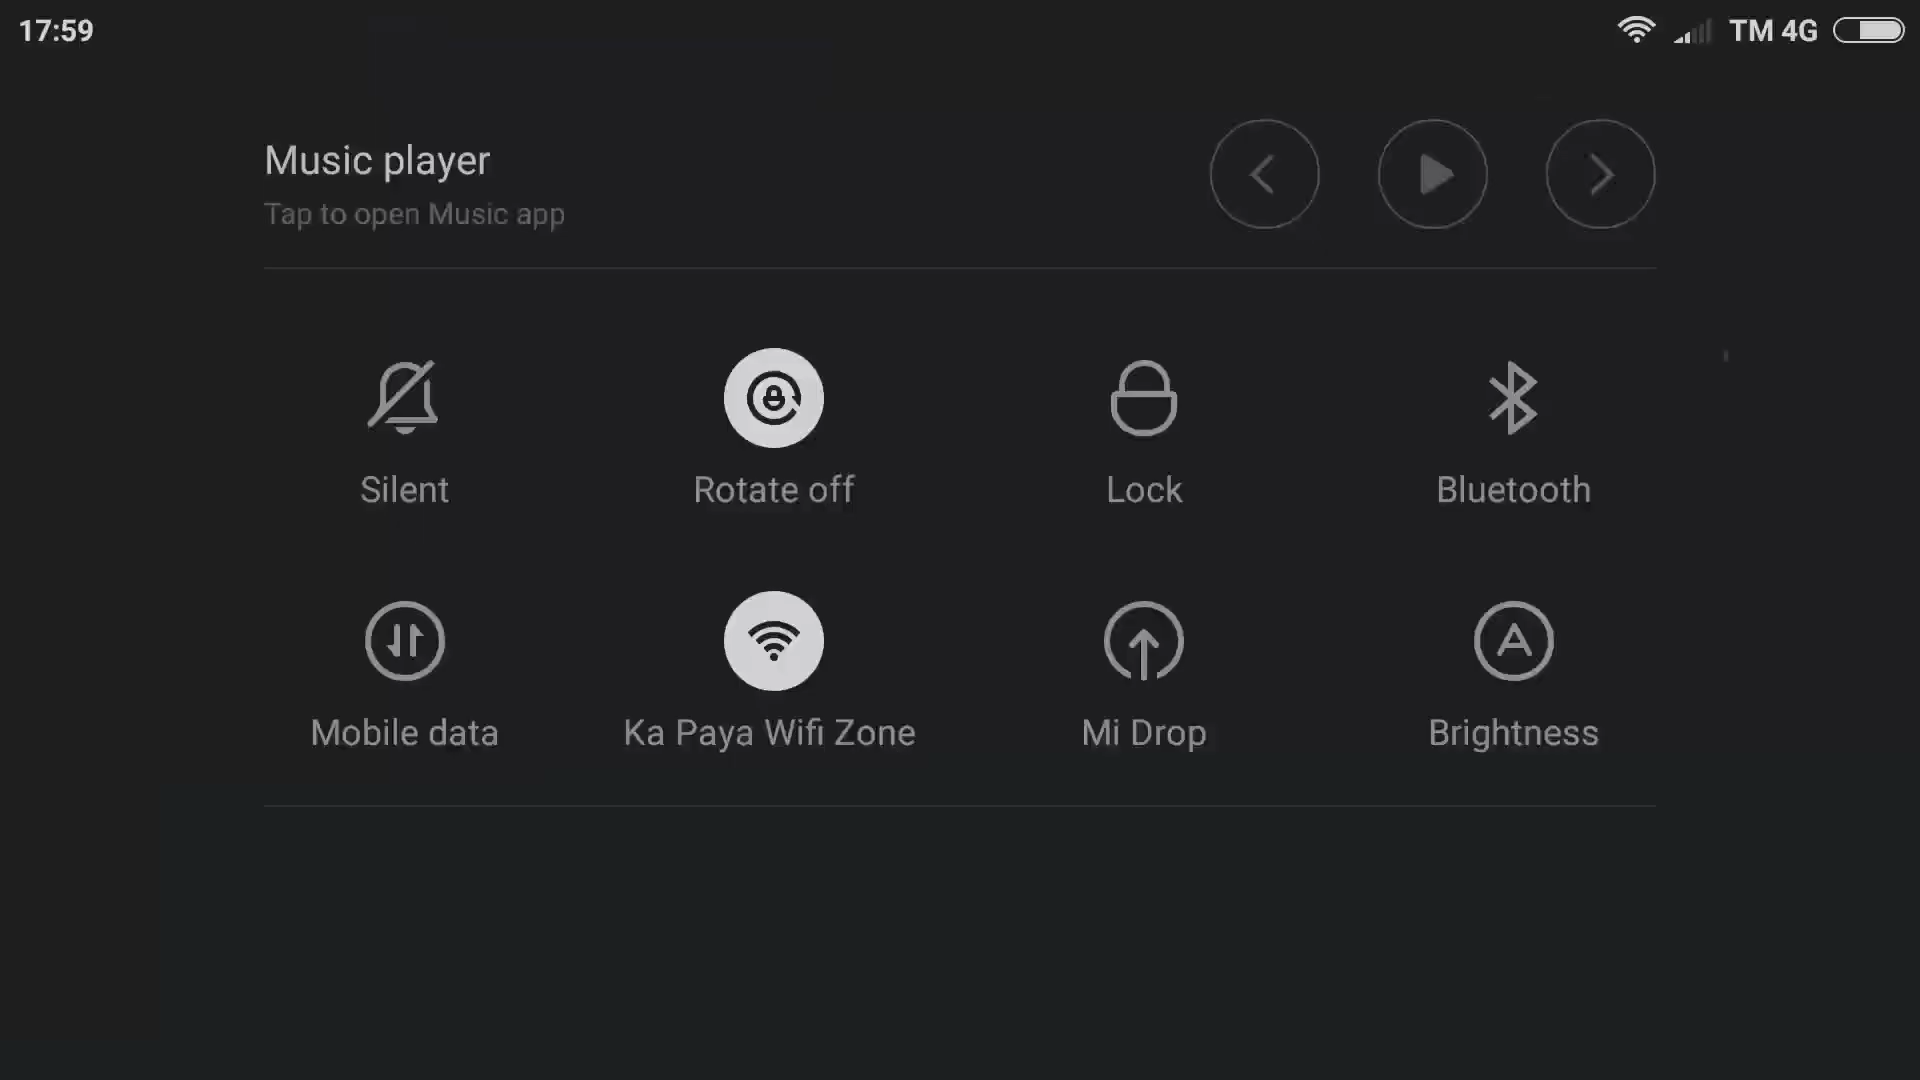 17:59
TM 4G
Music player
Tap to open Music app
Silent
Rotate off
Lock
Bluetooth
Mobile data
Ka Paya Wifi Zone
Mi Drop
Brightness